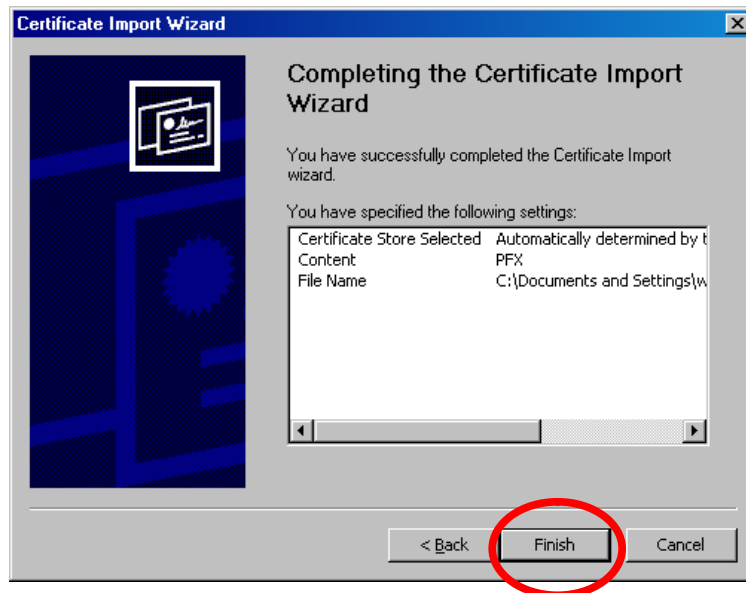 Certificate Import Wizard
Completing the Certificate Import
Wizard
You have successfully completed the Certificate Import
wizard.
You have specified the following settings:
Certificate Store Selected Automatically determined by t
Content PFX
File Name C:\Documents and Settings\w
< Back Finish Cancel